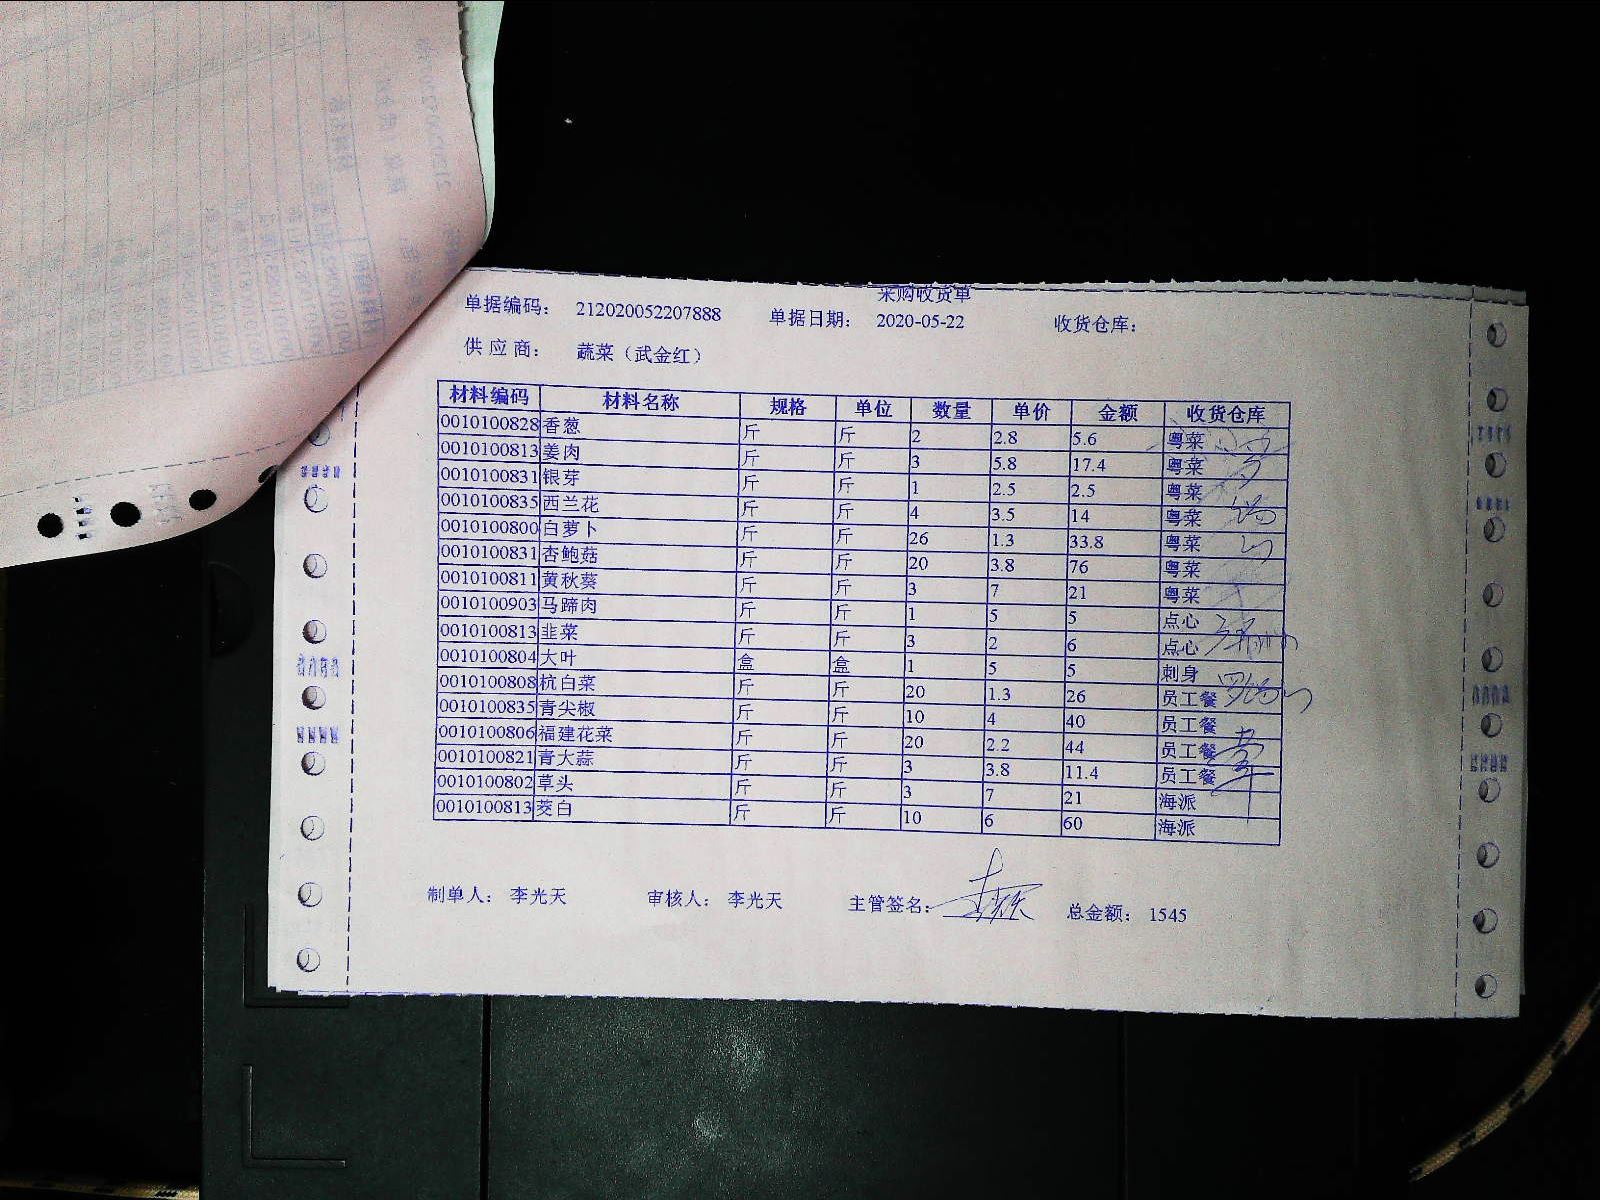 采购收货单
单据编码： 212020052207888 单据日期： 2020-05-22 收货仓库：
供 应 商： 蔬菜（武金红）
材料编码 材料名称 规格 单位 数量 单价 金额 收货仓库
0010100828 香葱 斤 斤 2 2.8 5.6 粤菜
0010100813 姜肉 斤 斤 3 5.8 17.4 粤菜
0010100831 银芽 斤 斤 1 2.5 2.5 粤菜
0010100835 西兰花 斤 斤 4 3.5 14 粤菜
0010100800 白萝卜 斤 斤 26 1.3 33.8 粤菜
0010100831 杏鲍菇 斤 斤 20 3.8 76 粤菜
0010100811 黄秋葵 斤 斤 3 7 21 粤菜
0010100903 马蹄肉 斤 斤 1 5 5 点心
0010100813 韭菜 斤 斤 3 2 6 点心
0010100804 大叶 盒 盒 1 5 5 刺身
0010100808 杭白菜 斤 斤 20 1.3 26 员工餐
0010100835 青尖椒 斤 斤 10 4 40 员工餐
0010100806 福建花菜 斤 斤 20 2.2 44 员工餐
0010100821 青大蒜 斤 斤 3 3.8 11.4 员工餐
0010100802 草头 斤 斤 3 7 21 海派
0010100813 茭白 斤 斤 10 6 60 海派
制单人： 李光天 审核人： 李光天 主管签名： 总金额： 1545